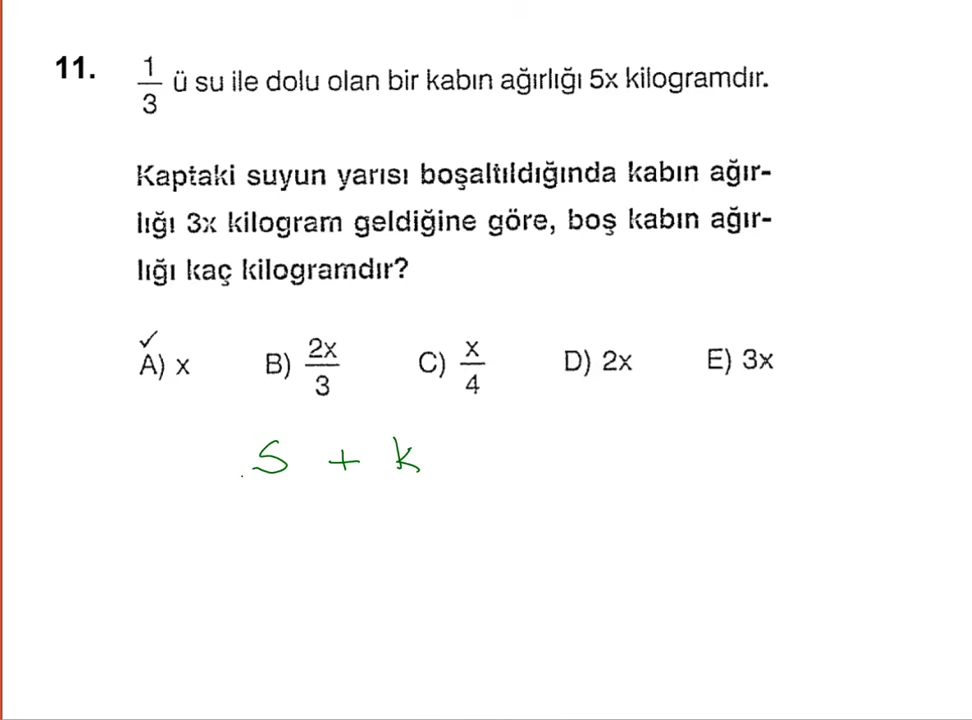 11. 1/3 ü su ile dolu olan bir kabın ağırlığı 5x kilogramdır.
Kaptaki suyun yarısı boşaltıldığında kabın ağır-
lığı 3x kilogram geldiğine göre, boş kabın ağır-
lığı kaç kilogramdır?
A) x B) 2x/3 C) x/4 D) 2x E) 3x
S + k